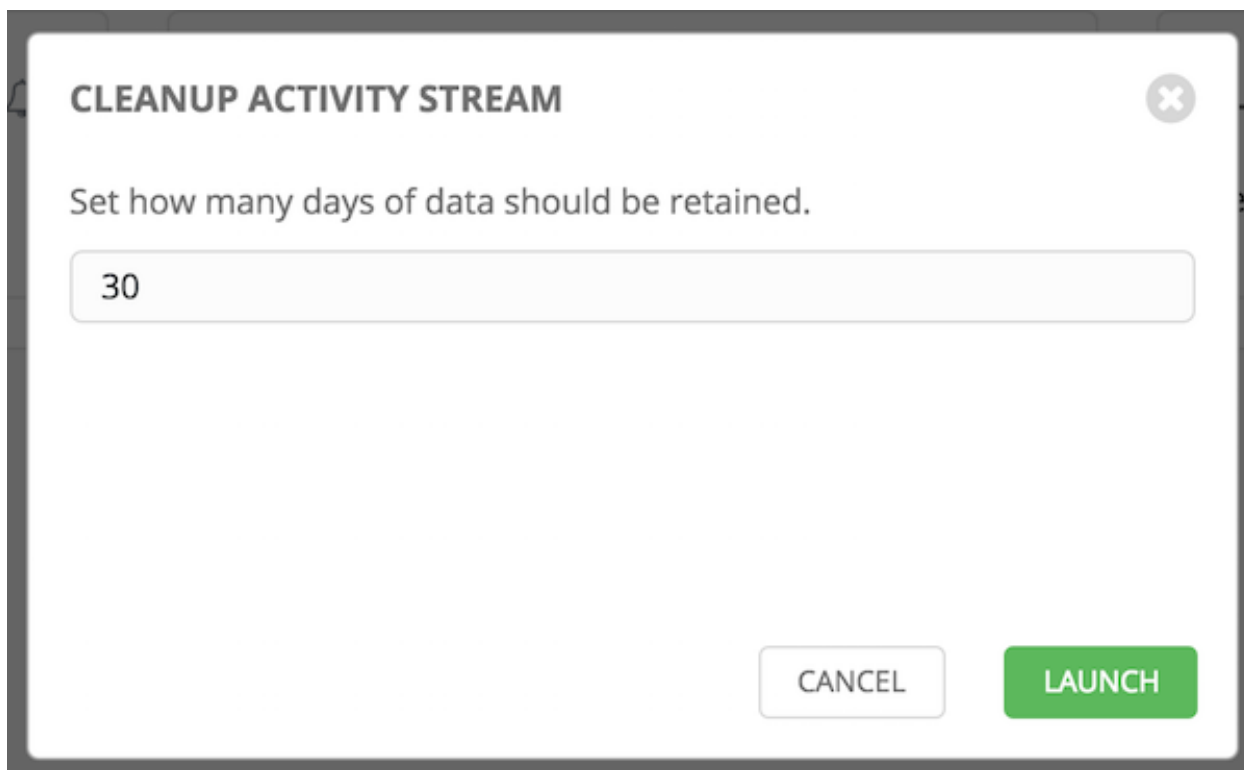 CLEANUP ACTIVITY STREAM
Set how many days of data should be retained.
30
CANCEL
LAUNCH